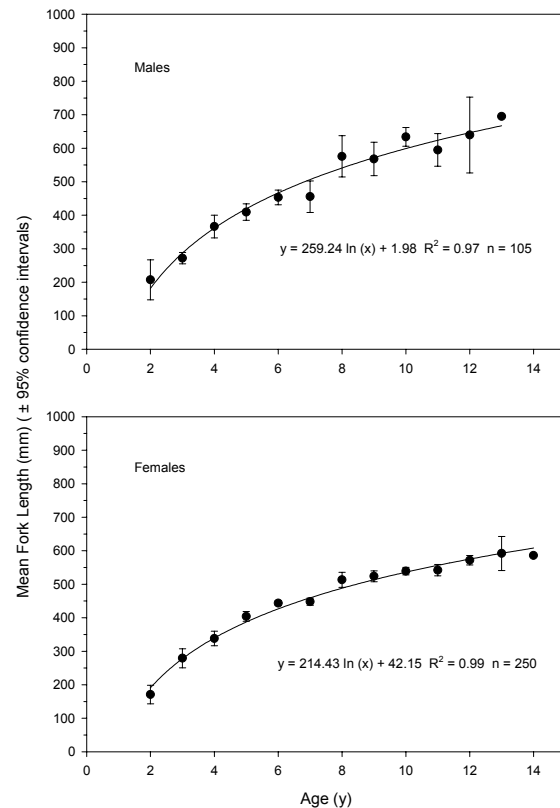 Mean Fork Length (mm) ( ± 95% confidence intervals)
1000
900
800
700
600
500
400
300
200
100
0
Males
y = 259.24 ln (x) + 1.98 R² = 0.97 n = 105
0 2 4 6 8 10 12 14
1000
900
800
700
600
500
400
300
200
100
0
Females
y = 214.43 ln (x) + 42.15 R² = 0.99 n = 250
0 2 4 6 8 10 12 14
Age (y)